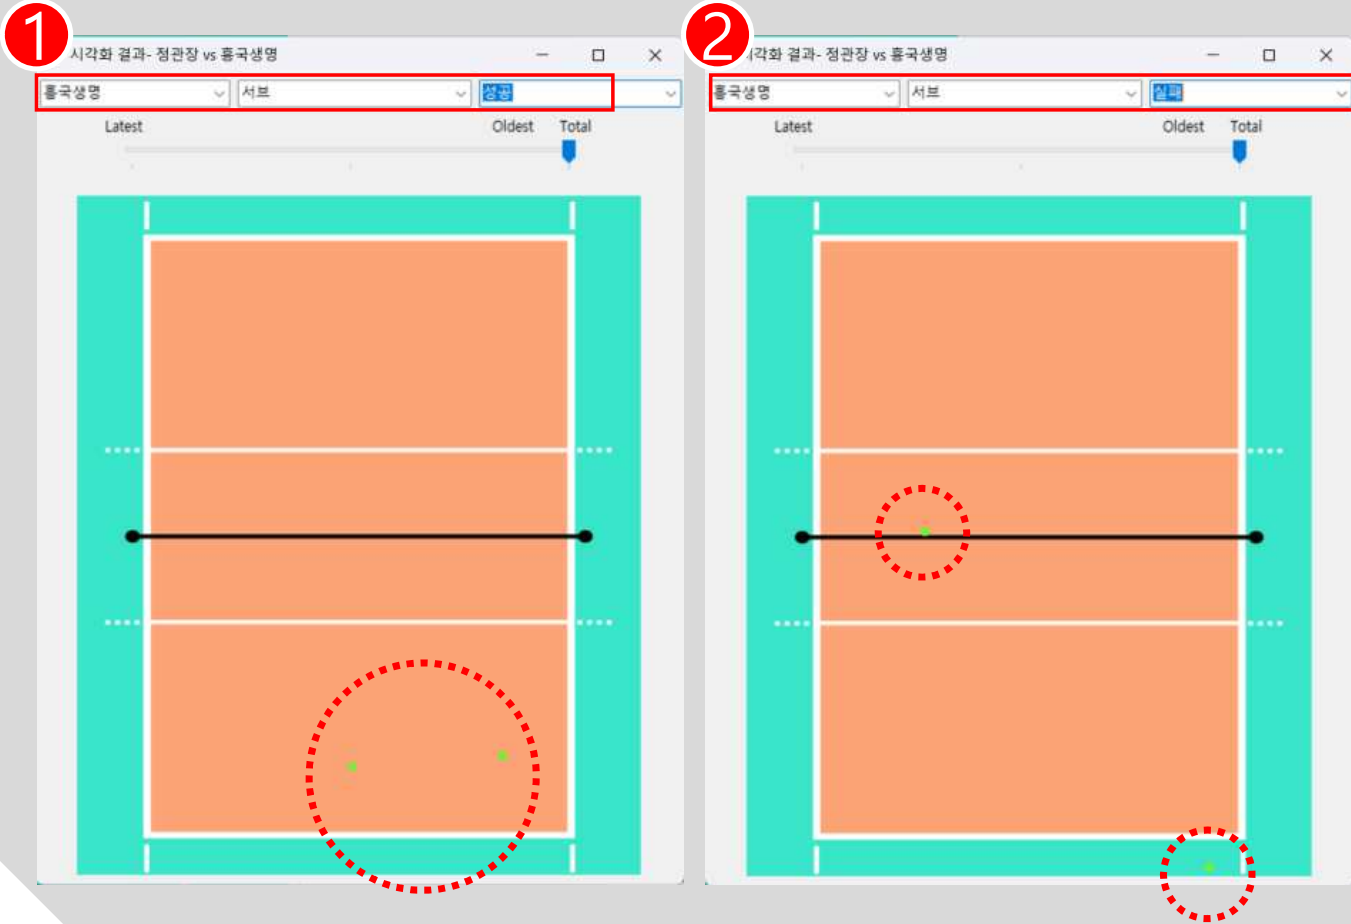 1
시각화 결과- 정관장 vs 흥국생명
흥국생명
서브
성공
Latest
Oldest
Total
2
시각화 결과- 정관장 vs 흥국생명
흥국생명
서브
실패
Latest
Oldest
Total